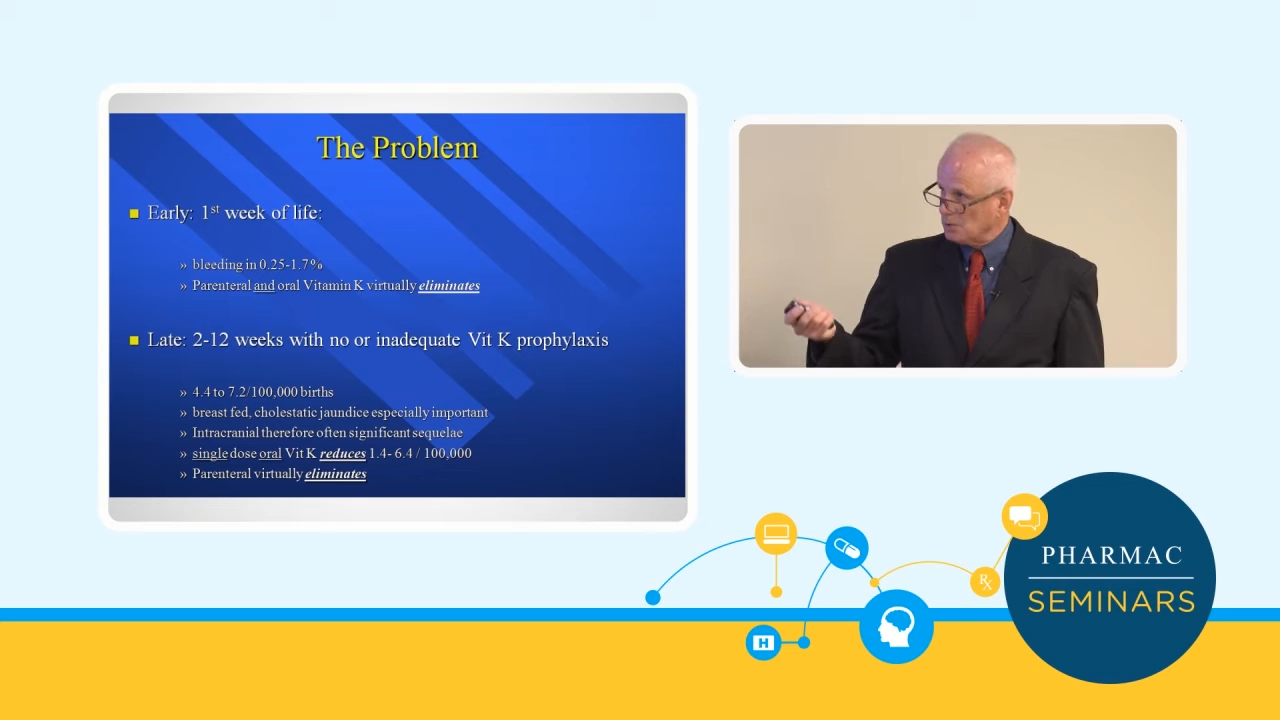 The Problem
Early: 1st week of life:
» bleeding in 0.25-1.7%
» Parenteral and oral Vitamin K virtually eliminates
Late: 2-12 weeks with no or inadequate Vit K prophylaxis
» 4.4 to 7.2/100,000 births
» breast fed, cholestatic jaundice especially important
» Intracranial therefore often significant sequelae
» single dose oral Vit K reduces 1.4- 6.4 / 100,000
» Parenteral virtually eliminates
H
Rx
PHARMAC
SEMINARS